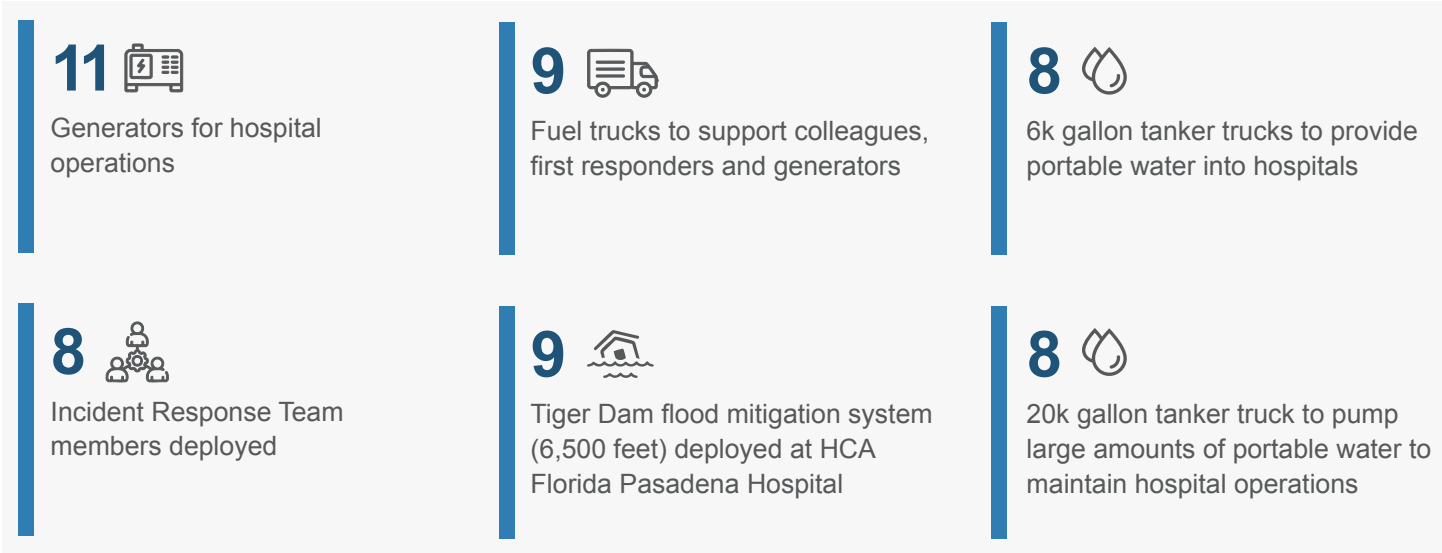 11
Generators for hospital
operations
9
Fuel trucks to support colleagues,
first responders and generators
8
6k gallon tanker trucks to provide
portable water into hospitals
8
Incident Response Team
members deployed
9
Tiger Dam flood mitigation system
(6,500 feet) deployed at HCA
Florida Pasadena Hospital
8
20k gallon tanker truck to pump
large amounts of portable water to
maintain hospital operations